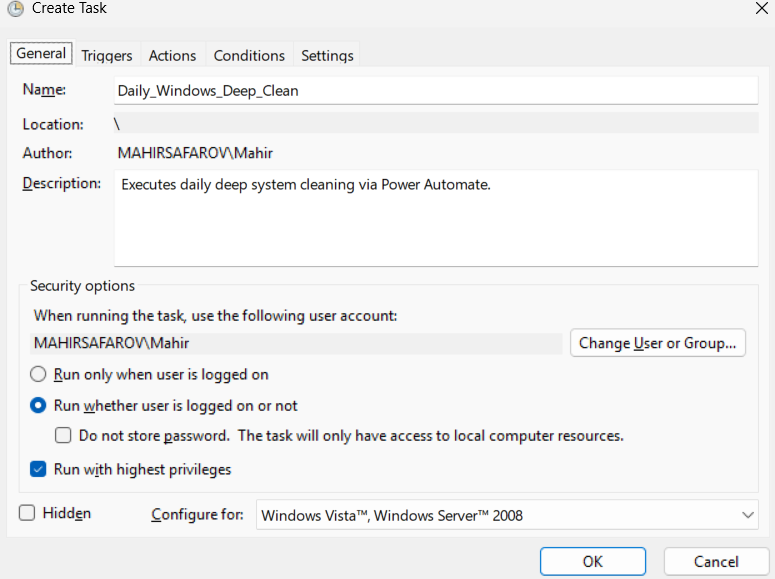 Create Task
General Triggers Actions Conditions Settings
Name: Daily_Windows_Deep_Clean
Location: \
Author: MAHIRSAFAROV\Mahir
Description: Executes daily deep system cleaning via Power Automate.
Security options
When running the task, use the following user account:
MAHIRSAFAROV\Mahir Change User or Group...
Run only when user is logged on
Run whether user is logged on or not
Do not store password. The task will only have access to local computer resources.
Run with highest privileges
Hidden Configure for: Windows Vista™, Windows Server™ 2008
OK Cancel